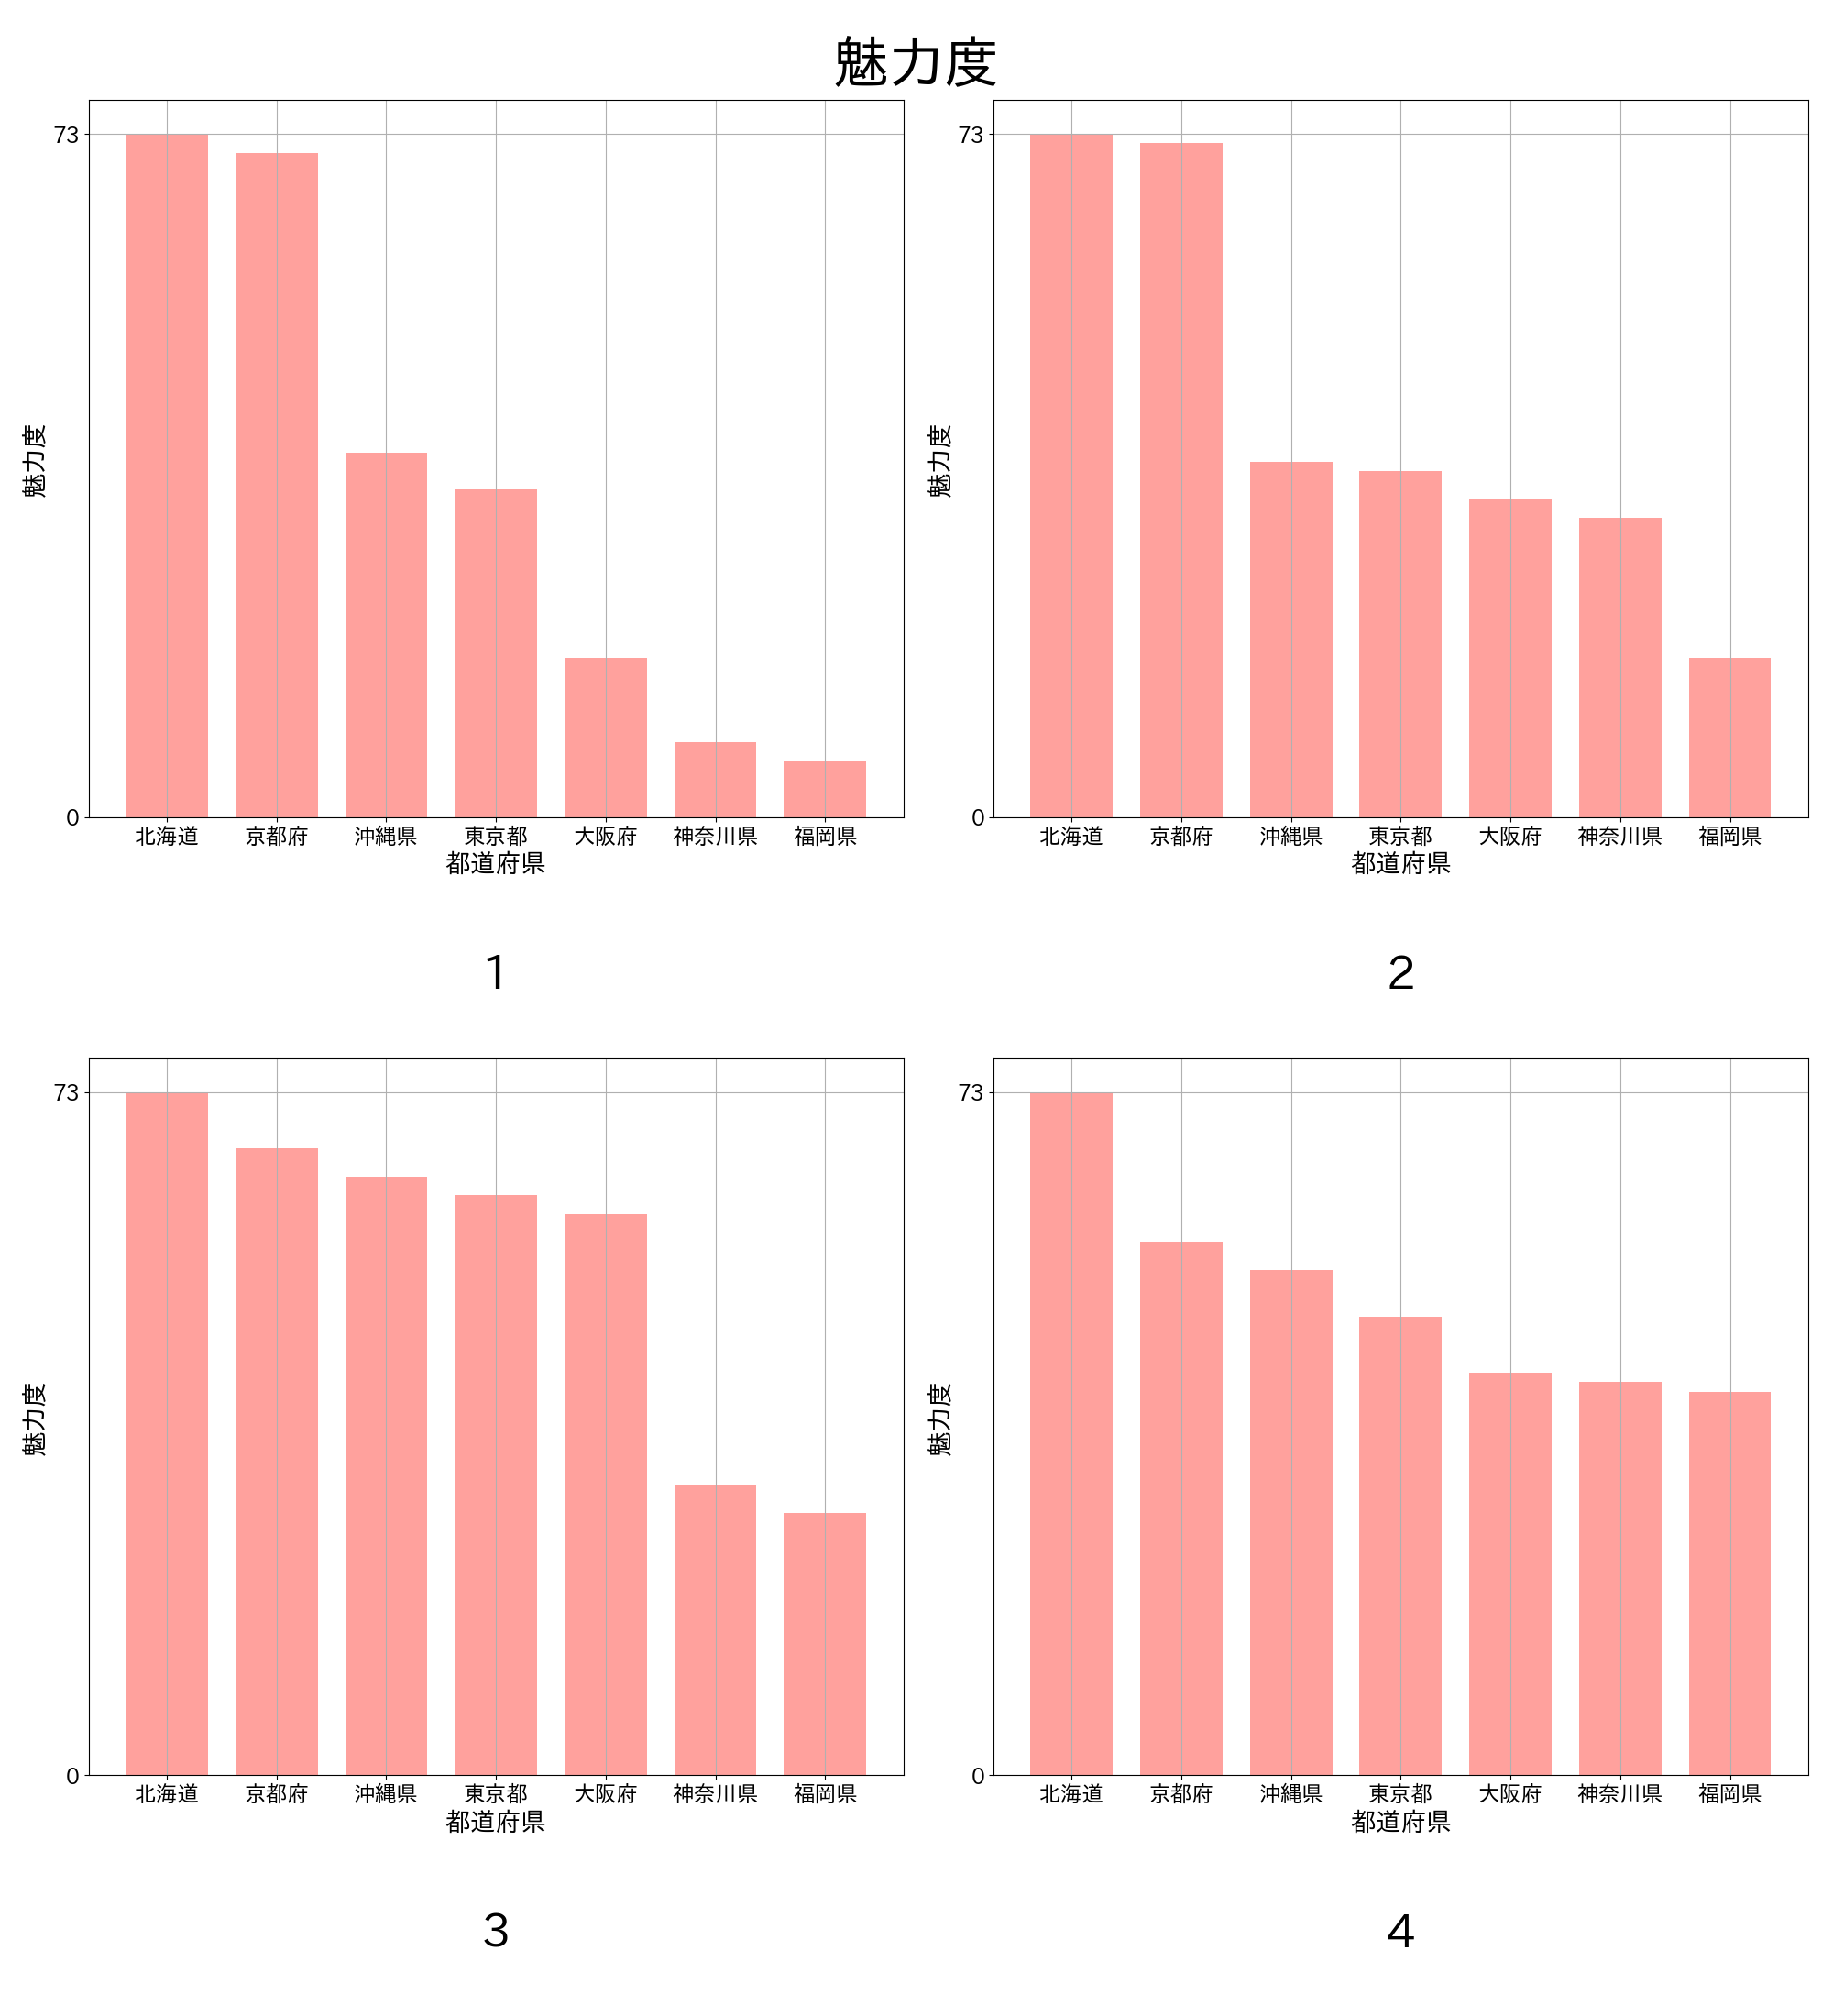 魅力度
73
0
魅力度
北海道 京都府 沖縄県 東京都 大阪府 神奈川県 福岡県
都道府県
1
73
0
魅力度
北海道 京都府 沖縄県 東京都 大阪府 神奈川県 福岡県
都道府県
2
73
0
魅力度
北海道 京都府 沖縄県 東京都 大阪府 神奈川県 福岡県
都道府県
3
73
0
魅力度
北海道 京都府 沖縄県 東京都 大阪府 神奈川県 福岡県
都道府県
4